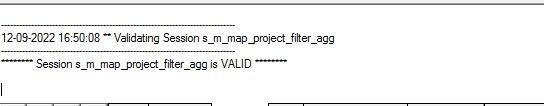 ------------------------------------------------------------
12-09-2022 16:50:08 ** Validating Session s_m_map_project_filter_agg
------------------------------------------------------------
******** Session s_m_map_project_filter_agg is VALID ********